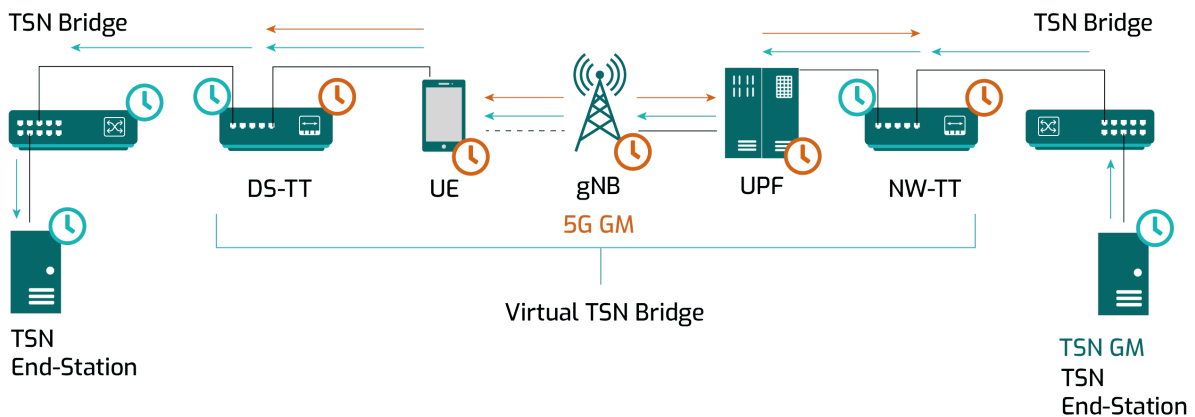 TSN Bridge
TSN Bridge
DS-TT
UE
gNB
UPF
NW-TT
5G GM
Virtual TSN Bridge
TSN
End-Station
TSN GM
TSN
End-Station